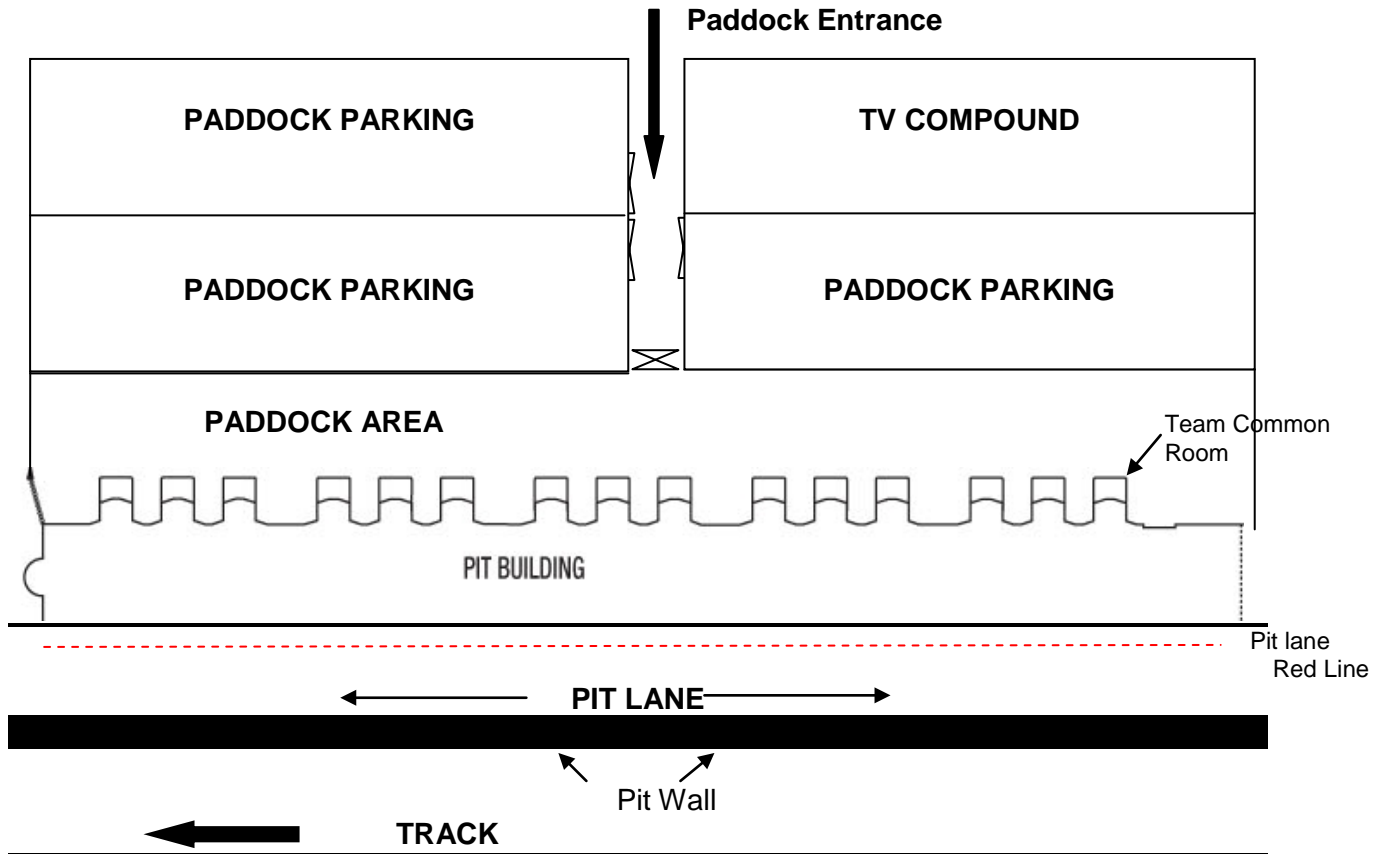 Paddock Entrance
PADDOCK PARKING
TV COMPOUND
PADDOCK PARKING
PADDOCK PARKING
PADDOCK AREA
Team Common
Room
PIT BUILDING
Pit lane
Red Line
PIT LANE
Pit Wall
TRACK